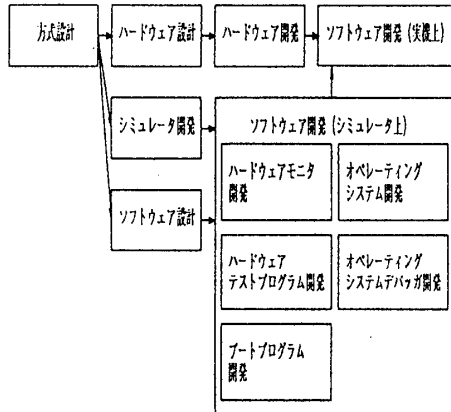 方式設計
ハードウェア設計
ハードウェア開発
ソフトウェア開発（実機上）
シミュレータ開発
ソフトウェア開発（シミュレータ上）
ソフトウェア設計
ハードウェアモニタ
開発
オペレーティング
システム開発
ハードウェア
テストプログラム開発
オペレーティング
システムデバッガ開発
ブートプログラム
開発